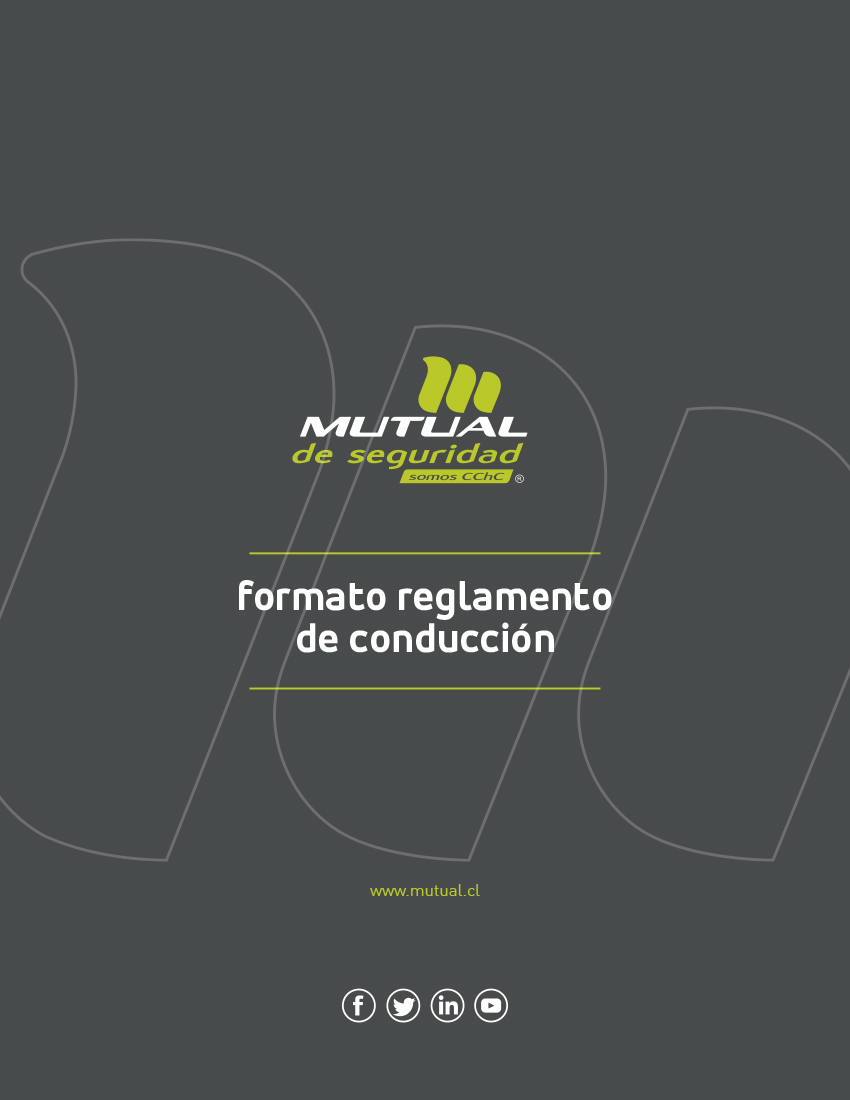 MUTUAL
de seguridad
somos CChC ®
formato reglamento
de conducción
www.mutual.cl